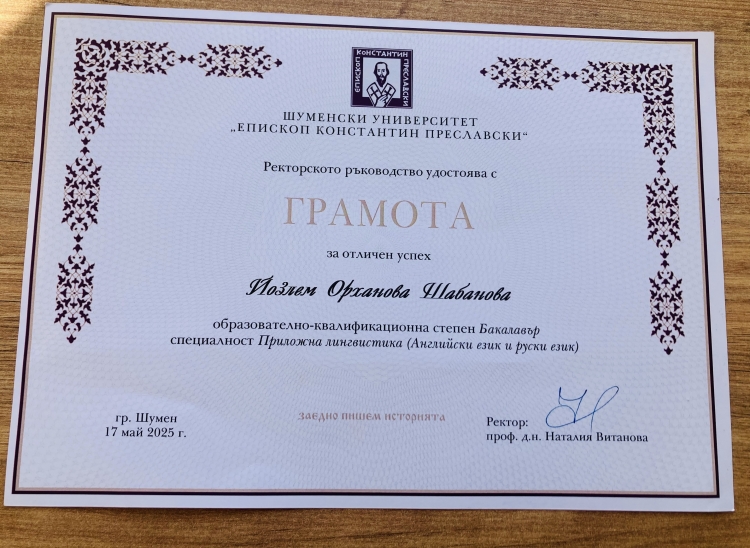 ЕПИСКОП КОНСТАНТИН ПРЕСЛАВСКИ
ШУМЕНСКИ УНИВЕРСИТЕТ
„ЕПИСКОП КОНСТАНТИН ПРЕСЛАВСКИ“
Ректорското ръководство удостоява с
ГРАМОТА
за отличен успех
Йозлем Орханова Шабанова
образователно-квалификационна степен Бакалавър
специалност Приложна лингвистика (Английски език и руски език)
гр. Шумен
17 май 2025 г.
заедно пишем историята
Ректор:
проф. д.н. Наталия Витанова